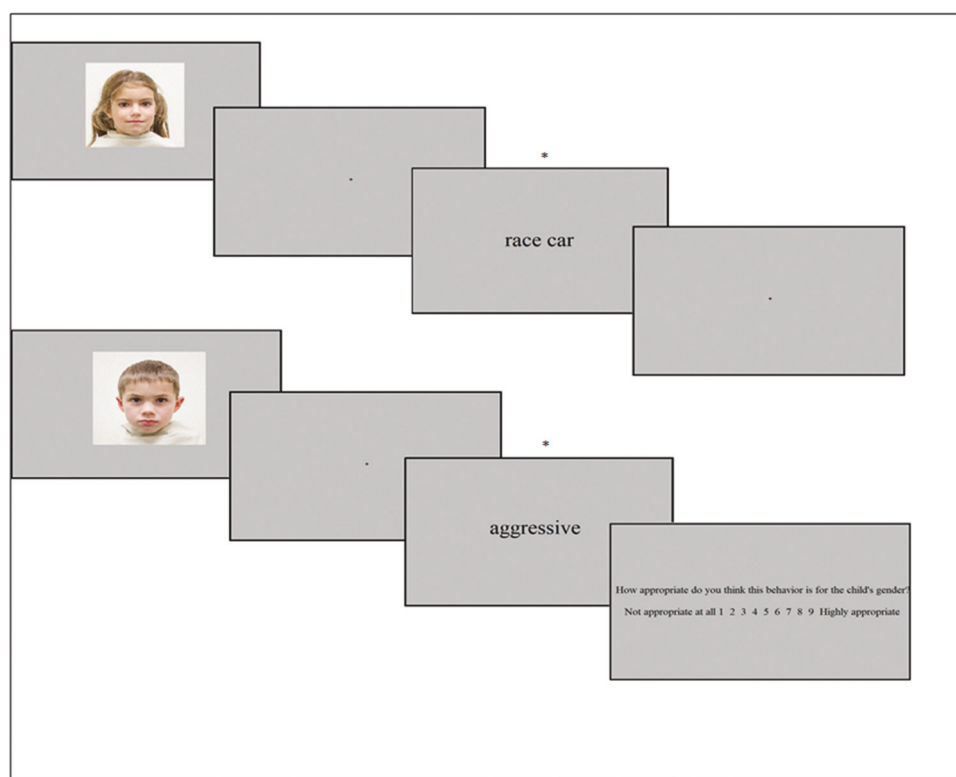 *
race car
*
aggressive
How appropriate do you think this behavior is for the child's gender?
Not appropriate at all 1 2 3 4 5 6 7 8 9 Highly appropriate